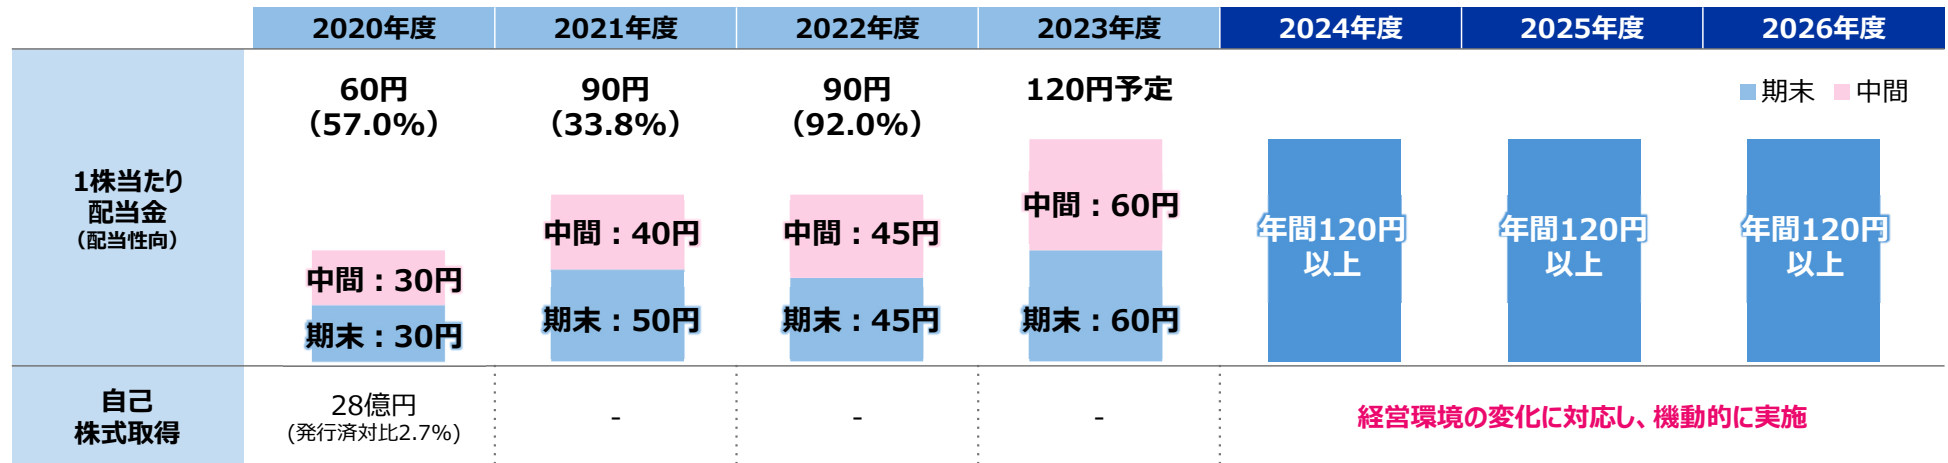 2020年度 2021年度 2022年度 2023年度 2024年度 2025年度 2026年度
1株当たり
配当金
（配当性向）
60円
（57.0%）
中間：30円
期末：30円
90円
（33.8%）
中間：40円
期末：50円
90円
（92.0%）
中間：45円
期末：45円
120円予定
中間：60円
期末：60円
■期末 ■中間
年間120円
以上
年間120円
以上
年間120円
以上
自己
株式取得
28億円
(発行済対比2.7%)
-
-
-
経営環境の変化に対応し、機動的に実施